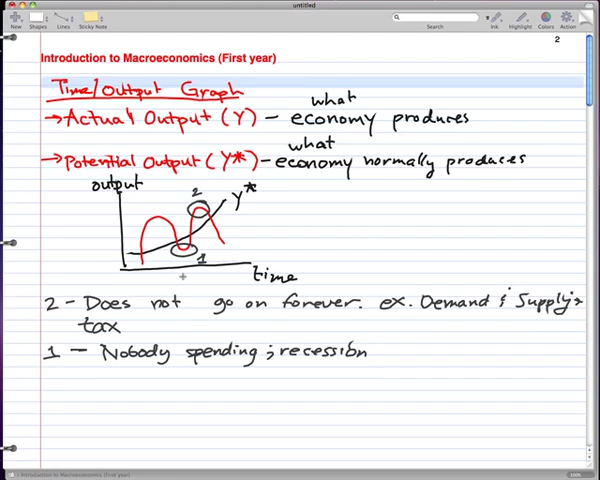 untitled
New Shapes Lines Sticky Note Search Ink Highlight Colors Action
2
Introduction to Macroeconomics (First year)
Time/Output Graph
what
→Actual Output (Y) – economy produces
what
→Potential Output (Y*) – economy normally produces
output
2
Y*
1
time
2 – Does not go on forever. ex. Demand & Supply;
tax
1 – Nobody spending ; recession
Introduction to Macroeconomics (First year)
100%